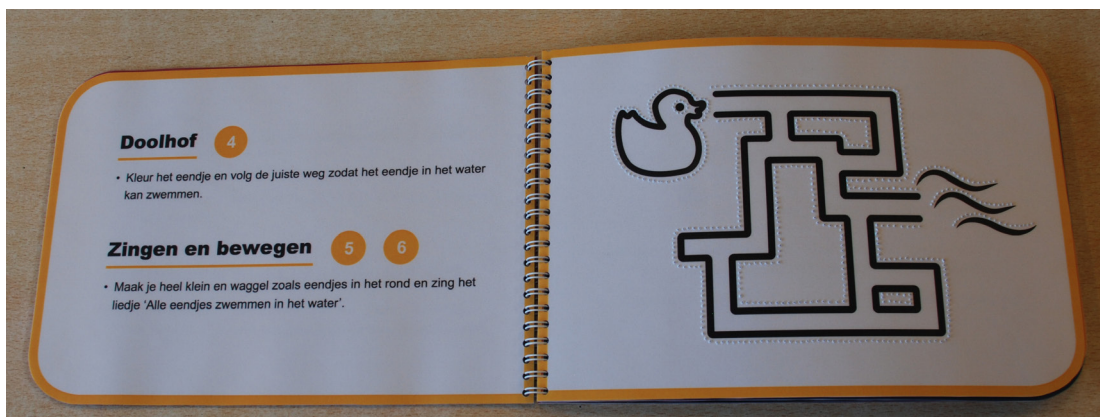 Doolhof 4
• Kleur het eendje en volg de juiste weg zodat het eendje in het water
kan zwemmen.
Zingen en bewegen 5 6
• Maak je heel klein en waggel zoals eendjes in het rond en zing het
liedje ‘Alle eendjes zwemmen in het water’.